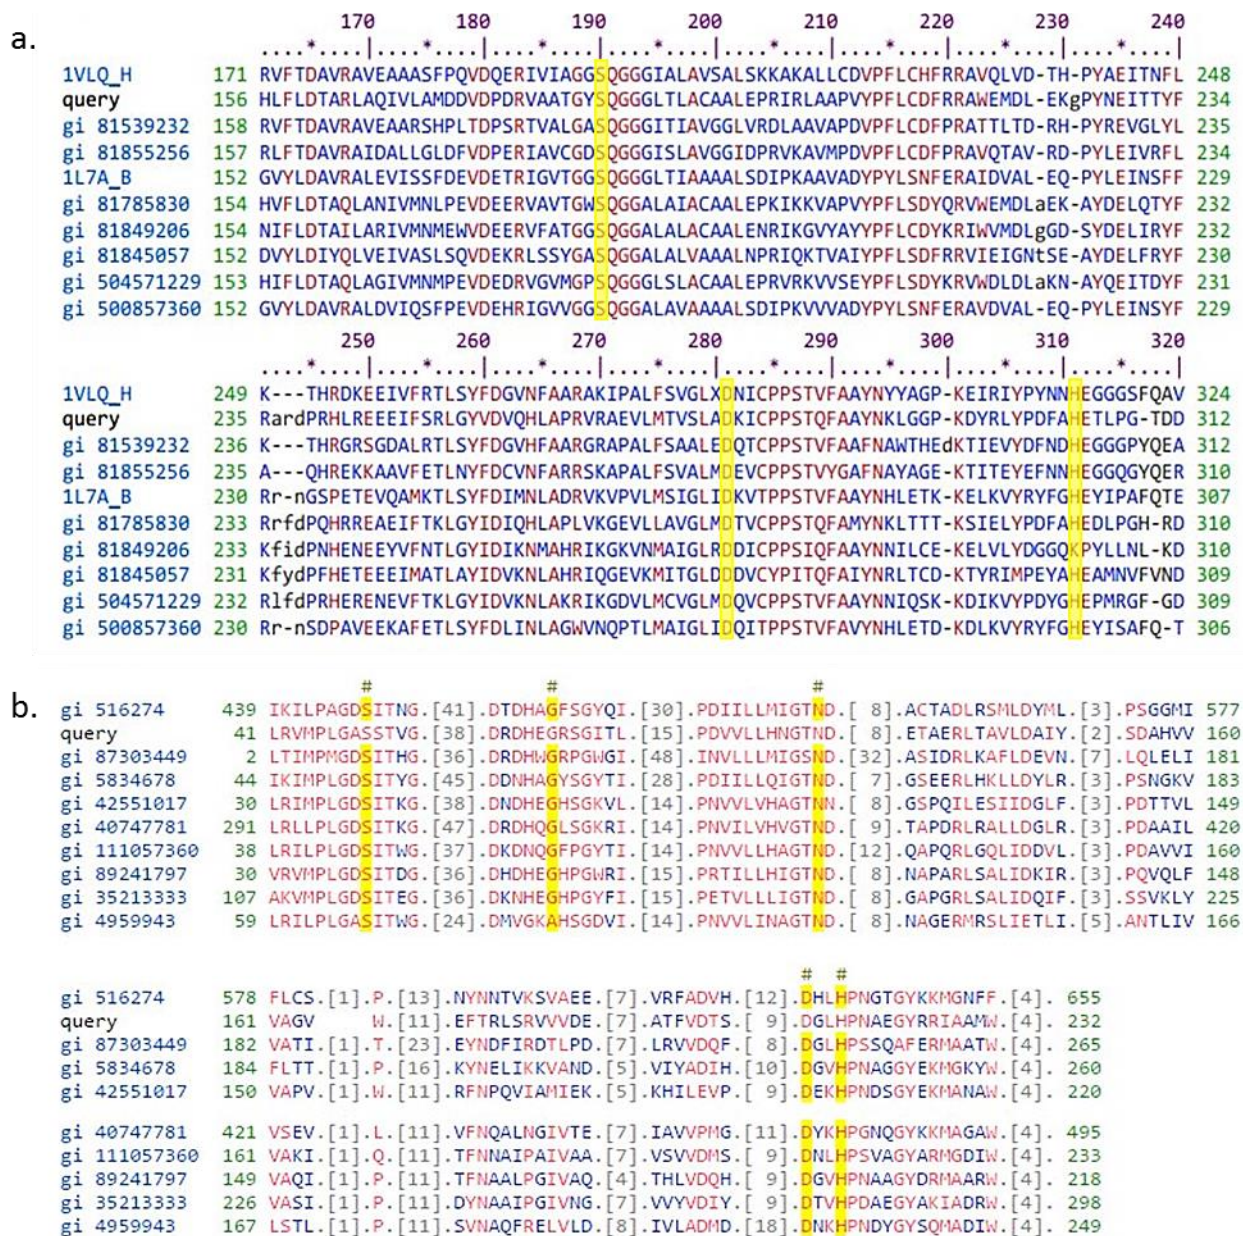 a.
170 180 190 200 210 220 230 240
....*....|....*....|....*....|....*....|....*....|....*....|....*....|....*....|
1VLQ_H 171 RVFTDAVRAVEAAASFPQVDQERIVIAGGSQGGGIALAVSALSKKAKALLCDVPFLCHFRRAVQLVD-TH-PYAEITNFL 248
query 156 HLFLDTARLAQIVLAMDDVDPDRVAATGYSQGGGLTLACAALEPRIRLAAPVYPFLCDFRRAWEMDL-EKgPYNEITTYF 234
gi 81539232 158 RVFTDAVRAVEAARSHPLTDPSRTVALGASQGGGITIAVGGLVRDLAAVAPDVPFLCDFPRATTLTD-RH-PYREVGLYL 235
gi 81855256 157 RLFTDAVRAIDALLGLDFVDPERIAVCGDSQGGGISLAVGGIDPRVKAVMPDVPFLCDFPRAVQTAV-RD-PYLEIVRFL 234
1L7A_B 152 GVYLDAVRALEVISSFDEVDETRIGVTGGSQGGGLTIAAAALSDIPKAAVADYPYLSNFERAIDVAL-EQ-PYLEINSFF 229
gi 81785830 154 HVFLDTAQLANIVMNLPEVDEERVAVTGWSQGGALAIACAALEPKIKKVAPVYPFLSDYQRVWEMDLaEK-AYDELQTYF 232
gi 81849206 154 NIFLDTAILARIVMNMEWVDEERVFATGGSQGGALALACAALENRIKGVYAYYPFLCDYKRIWVMDLgGD-SYDELIRYF 232
gi 81845057 152 DVYLDIYQLVEIVASLSQVDEKRLSSYGASQGGALALVAAALNPRIQKTVAIYPFLSDFRRVIEIGNtSE-AYDELFRYF 230
gi 504571229 153 HIFLDTAQLAGIVMNMPEVDEDRVGVMGPSQGGGLSLACAALEPRVRKVVSEYPFLSDYKRVWDLDLaKN-AYQEITDYF 231
gi 500857360 152 GVYLDAVRALDVIQSFPEVDEHRIGVVGGSQGGALAVAAAALSDIPKVVVADYPYLSNFERAVDVAL-EQ-PYLEINSYF 229
250 260 270 280 290 300 310 320
....*....|....*....|....*....|....*....|....*....|....*....|....*....|....*....|
1VLQ_H 249 K---THRDKEEIVFRTLSYFDGVNFAARAKIPALFSVGLXDNICPPSTVFAAYNYYAGP-KEIRIYPYNNHEGGGSFQAV 324
query 235 RardPRHLREEEIFSRLGYVDVQHLAPRVRAEVLMTVSLADKICPPSTQFAAYNKLGGP-KDYRLYPDFAHETLPG-TDD 312
gi 81539232 236 K---THRGRSGDALRTLSYFDGVHFAARGRAPALFSAALEDQTCPPSTVFAAFNAWTHEdKTIEVYDFNDHEGGGPYQEA 312
gi 81855256 235 A---QHREKKAAVFETLNYFDCVNFARRSKAPALFSVALMDEVCPPSTVYGAFNAYAGE-KTITEYEFNNHEGGQGYQER 310
1L7A_B 230 Rr-nGSPETEVQAMKTLSYFDIMNLADRVKVPVLMSIGLIDKVTPPSTVFAAYNHLETK-KELKVYRYFGHEYIPAFQTE 307
gi 81785830 233 RrfdPQHRREAEIFTKLGYIDIQHLAPLVKGEVLLAVGLMDTVCPPSTQFAMYNKLTTT-KSIELYPDFAHEDLPGH-RD 310
gi 81849206 233 KfidPNHENEEYVFNTLGYIDIKNMAHRIKGKVNMAIGLRDDICPPSIQFAAYNNILCE-KELVLYDGGQKPYLLNL-KD 310
gi 81845057 231 KfydPFHETEEEIMATLAYIDVKNLAHRIQGEVKMITGLDDDVCYPITQFAIYNRLTCD-KTYRIMPEYAHEAMNVFVND 309
gi 504571229 232 RlfdPRHERENEVFTKLGYIDVKNLAKRIKGDVLMCVGLMDQVCPPSTVFAAYNNIQSK-KDIKVYPDYGHEPMRGF-GD 309
gi 500857360 230 Rr-nSDPAVEEKAFETLSYFDLINLAGWVNQPTLMAIGLIDQITPPSTVFAVYNHLETD-KDLKVYRYFGHEYISAFQ-T 306
b.
# # #
gi 516274 439 IKILPAGDSITNG.[41].DTDHAGFSGYQI.[30].PDIILLMIGTND.[ 8].ACTADLRSMLDYML.[3].PSGGMI 577
query 41 LRVMPLGASSTVG.[38].DRDHEGRSGITL.[15].PDVVLLHNGTND.[ 8].ETAERLTAVLDAIY.[2].SDAHVV 160
gi 87303449 2 LTIMPMGDSITHG.[36].DRDHWGRPGWGI.[48].INVLLLMIGSND.[32].ASIDRLKAFLDEVN.[7].LQLELI 181
gi 5834678 44 IKIMPLGDSITYG.[45].DDNHAGYSGYTI.[28].PDIILLQIGTND.[ 7].GSEERLHKLLDYLR.[3].PSNGKV 183
gi 42551017 30 LRIMPLGDSITKG.[38].DNDHEGHSGKVL.[14].PNVVLVHAGTNN.[ 8].GSPQILESIIDGLF.[3].PDTTVL 149
gi 40747781 291 LRLLPLGDSITKG.[47].DRDHQGLSGKRI.[14].PNVILVHVGTND.[ 9].TAPDRLRALLDGLR.[3].PDAAIL 420
gi 111057360 38 LRILPLGDSITWG.[37].DKDNQGFPGYTI.[14].PNVVLLHAGTND.[12].QAPQRLGQLIDDVL.[3].PDAVVI 160
gi 89241797 30 VRVMPLGDSITDG.[36].DHDHEGHPGWRI.[15].PRTILLHIGTND.[ 8].NAPARLSALIDKIR.[3].PQVQLF 148
gi 35213333 107 AKVMPLGDSITEG.[36].DKNHEGHPGYFI.[15].PETVLLLIGTND.[ 8].GAPGRLSALIDQIF.[3].SSVKLY 225
gi 4959943 59 LRILPLGASITWG.[24].DMVGKAHSGDVI.[14].PNVVLINAGTND.[ 8].NAGERMRSLIETLI.[5].ANTLIV 166
# #
gi 516274 578 FLCS.[1].P.[13].NYNNTVKSVAEE.[7].VRFADVH.[12].DHLHPNGTGYKKMGNFF.[4]. 655
query 161 VAGV W.[11].EFTRLSRVVVDE.[7].ATFVDTS.[ 9].DGLHPNAEGYRRIAAMW.[4]. 232
gi 87303449 182 VATI.[1].T.[23].EYNDFIRDTLPD.[7].LRVVDQF.[ 8].DGLHPSSQAFERMAATW.[4]. 265
gi 5834678 184 FLTT.[1].P.[16].KYNELIKKVAND.[5].VIYADIH.[10].DGVHPNAGGYEKMGKYW.[4]. 260
gi 42551017 150 VAPV.[1].W.[11].RFNPQVIAMIEK.[5].KHILEVP.[ 9].DEKHPNDSGYEKMANAW.[4]. 220
gi 40747781 421 VSEV.[1].L.[11].VFNQALNGIVTE.[7].IAVVPMG.[11].DYKHPGNQGYKKMAGAW.[4]. 495
gi 111057360 161 VAKI.[1].Q.[11].TFNNAIPAIVAA.[7].VSVVDMS.[ 9].DNLHPSVAGYARMGDIW.[4]. 233
gi 89241797 149 VAQI.[1].P.[11].TFNAALPGIVAQ.[4].THLVDQH.[ 9].DGVHPNAAGYDRMAARW.[4]. 218
gi 35213333 226 VASI.[1].P.[11].DYNAAIPGIVNG.[7].VVYVDIY.[ 9].DTVHPDAEGYAKIADRW.[4]. 298
gi 4959943 167 LSTL.[1].P.[11].SVNAQFRELVLD.[8].IVLADMD.[18].DNKHPNDYGYSQMADIW.[4]. 249